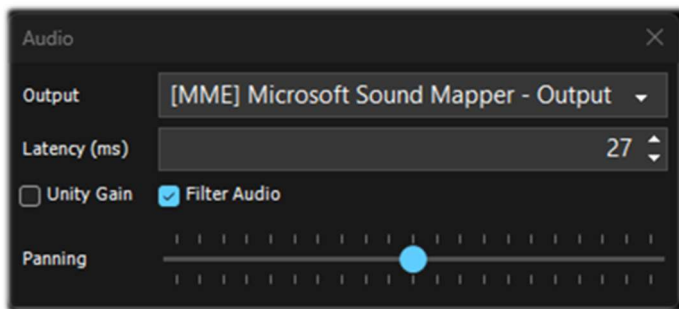 Audio
Output [MME] Microsoft Sound Mapper - Output
Latency (ms) 27
Unity Gain Filter Audio
Panning